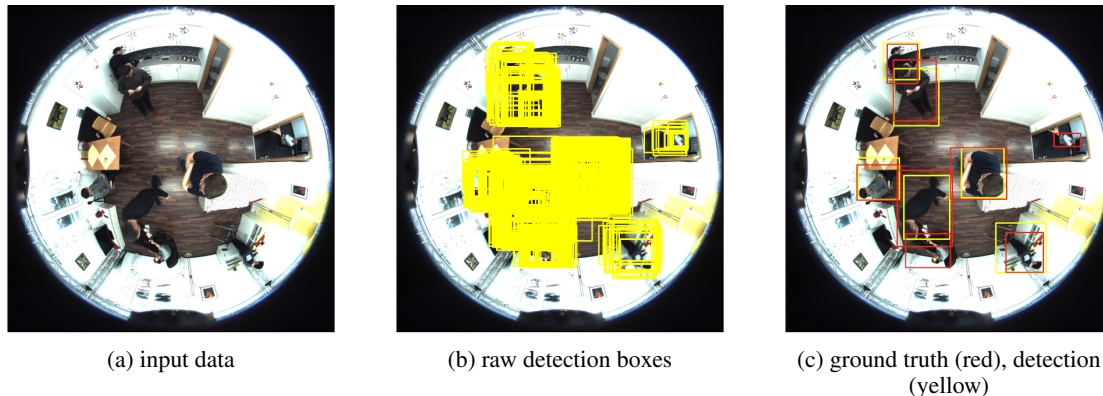 (a) input data
(b) raw detection boxes
(c) ground truth (red), detection
(yellow)